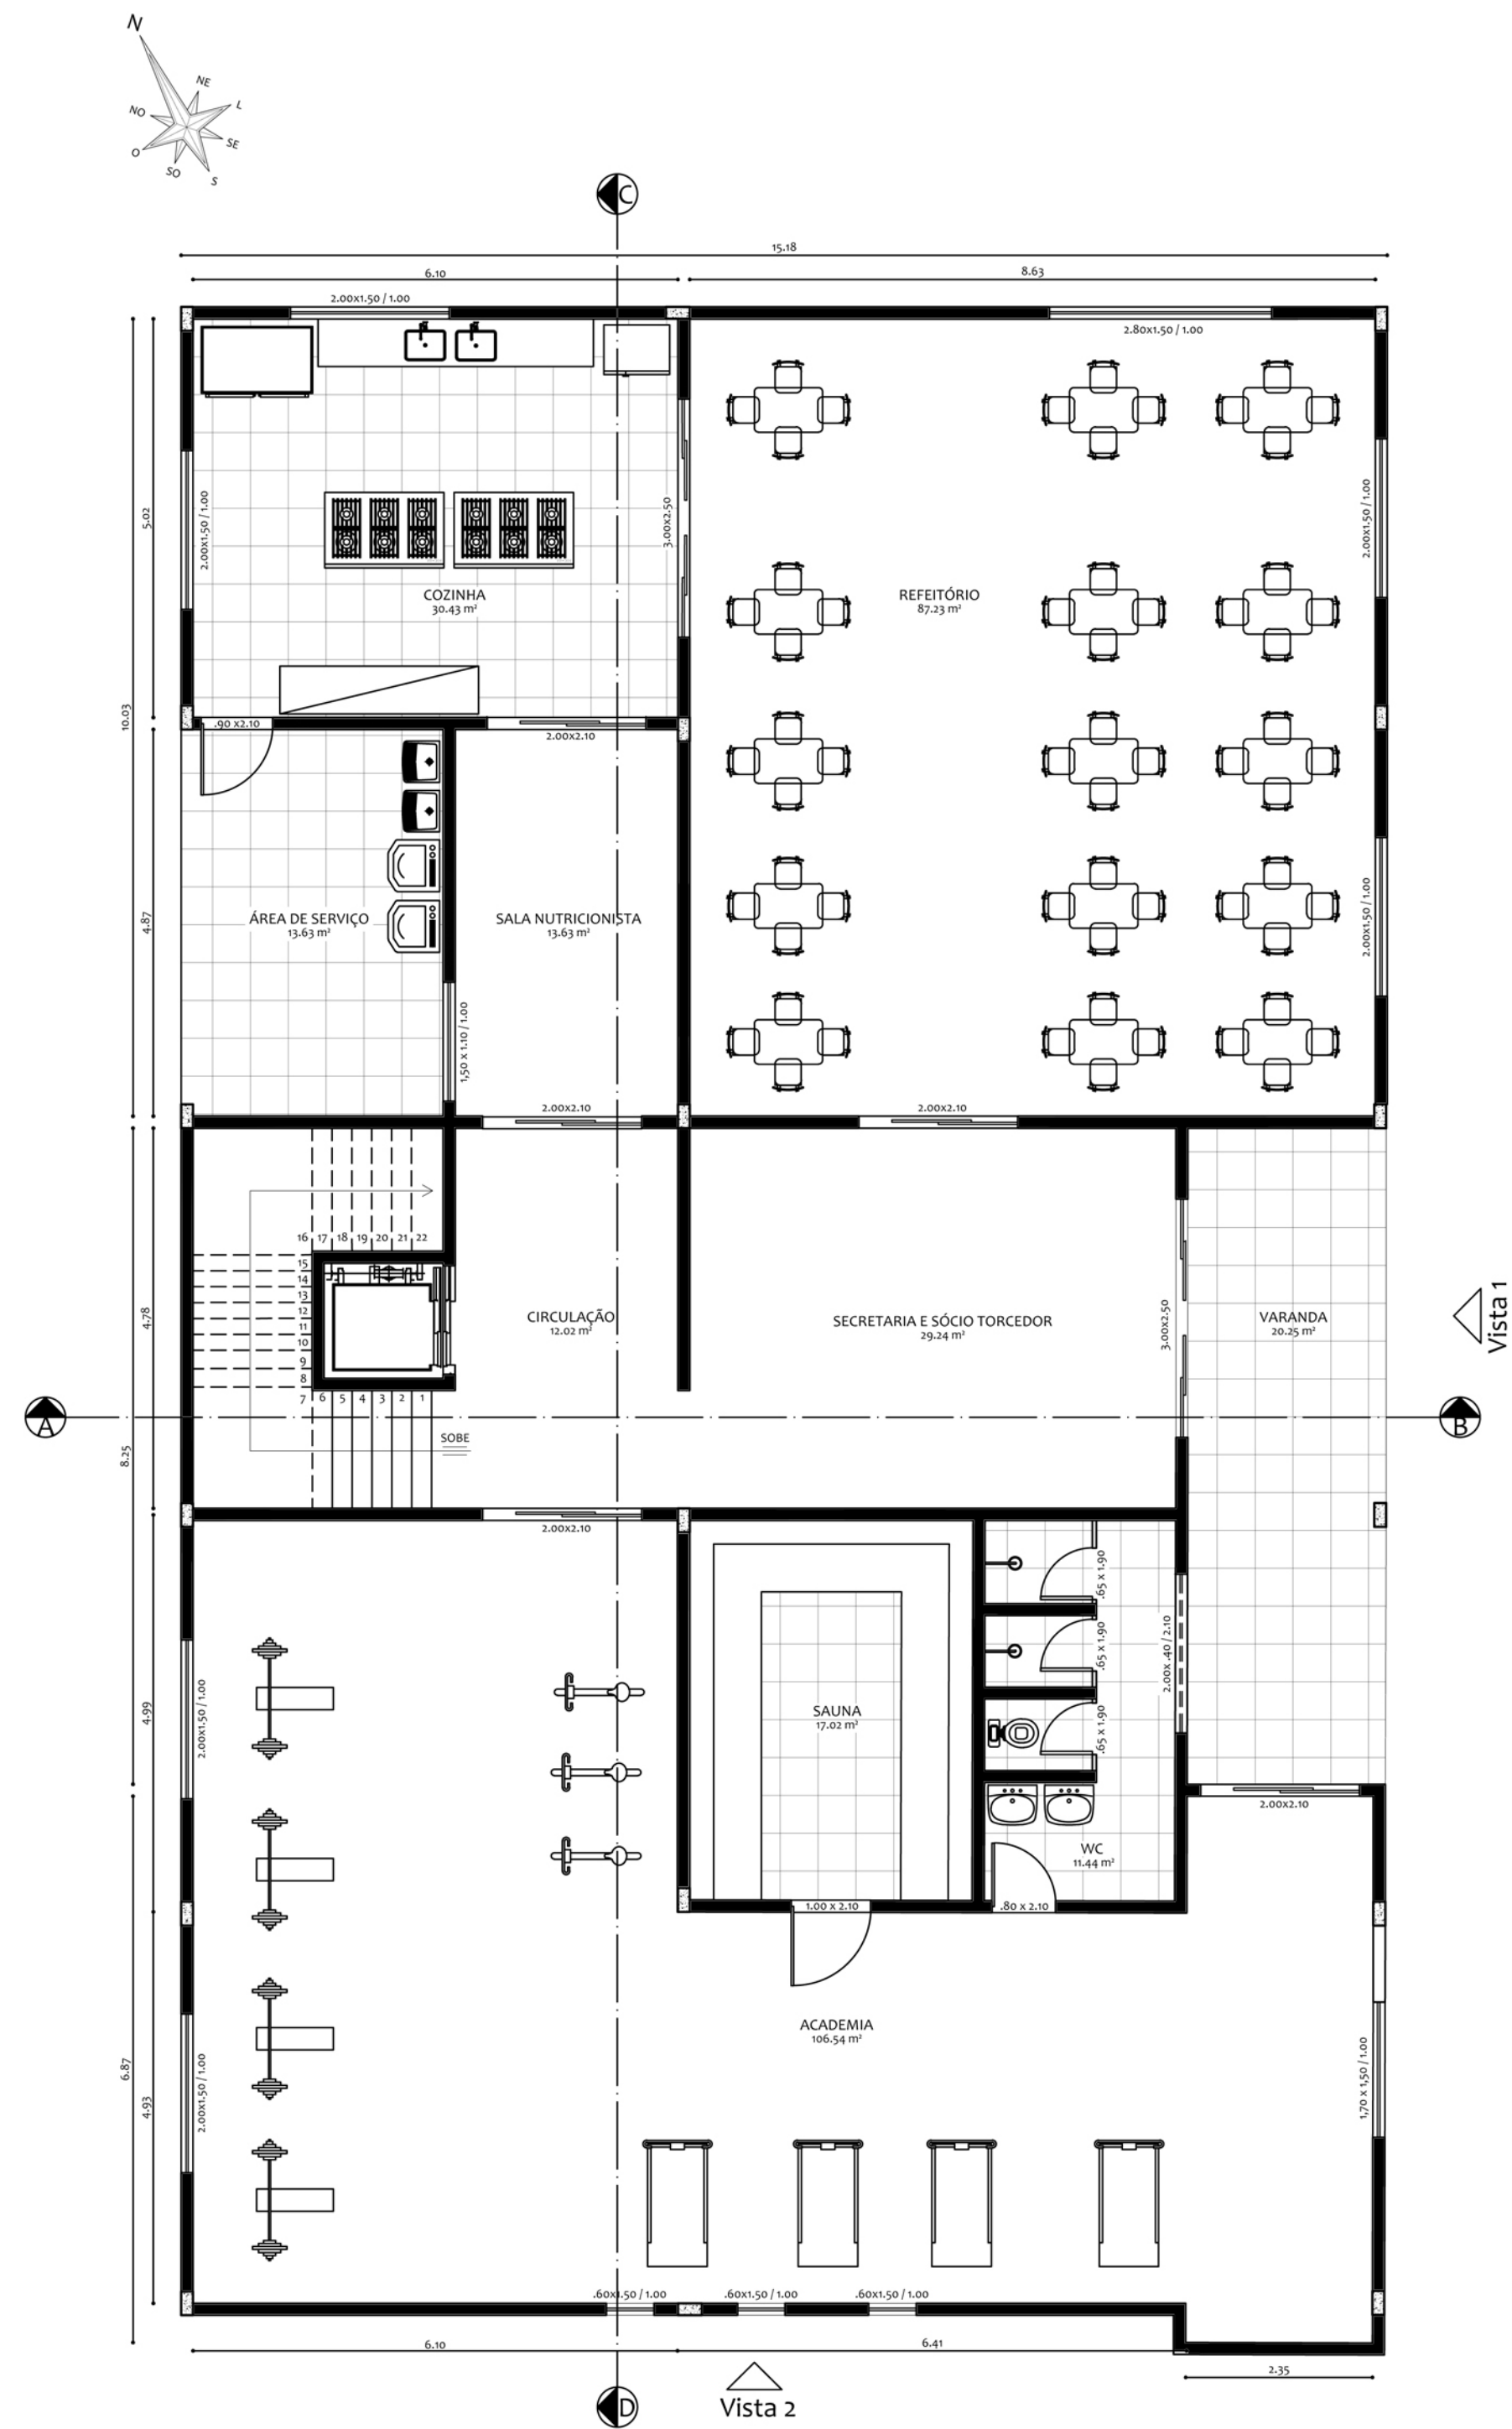 N
NE
NO
L
SE
O
SO
S
C
15.18
6.10
8.63
2.00x1.50 / 1.00
2.80x1.50 / 1.00
2.00x1.50 / 1.00
5.02
3.00x2.50
2.00x1.50 / 1.00
COZINHA
30.43 m²
REFEITÓRIO
87.23 m²
10.03
.90 x2.10
2.00x2.10
4.87
ÁREA DE SERVIÇO
13.63 m²
SALA NUTRICIONISTA
13.63 m²
2.00x1.50 / 1.00
1,50 x 1.10 / 1.00
2.00x2.10
2.00x2.10
16 17 18 19 20 21 22
15
14
13
12
11
10
9
8
7 6 5 4 3 2 1
4.78
CIRCULAÇÃO
12.02 m²
SECRETARIA E SÓCIO TORCEDOR
29.24 m²
3.00x2.50
VARANDA
20.25 m²
Vista 1
A
B
SOBE
8.25
2.00x2.10
.65 x 1.90
.65 x 1.90
.65 x 1.90
2.00x .40 / 2.10
4.99
2.00x1.50 / 1.00
SAUNA
17.02 m²
2.00x2.10
WC
11.44 m²
1.00 x 2.10
.80 x 2.10
ACADEMIA
106.54 m²
6.87
4.93
2.00x1.50 / 1.00
1,70 x 1,50 / 1.00
.60x1.50 / 1.00
.60x1.50 / 1.00
.60x1.50 / 1.00
6.10
6.41
2.35
D
Vista 2